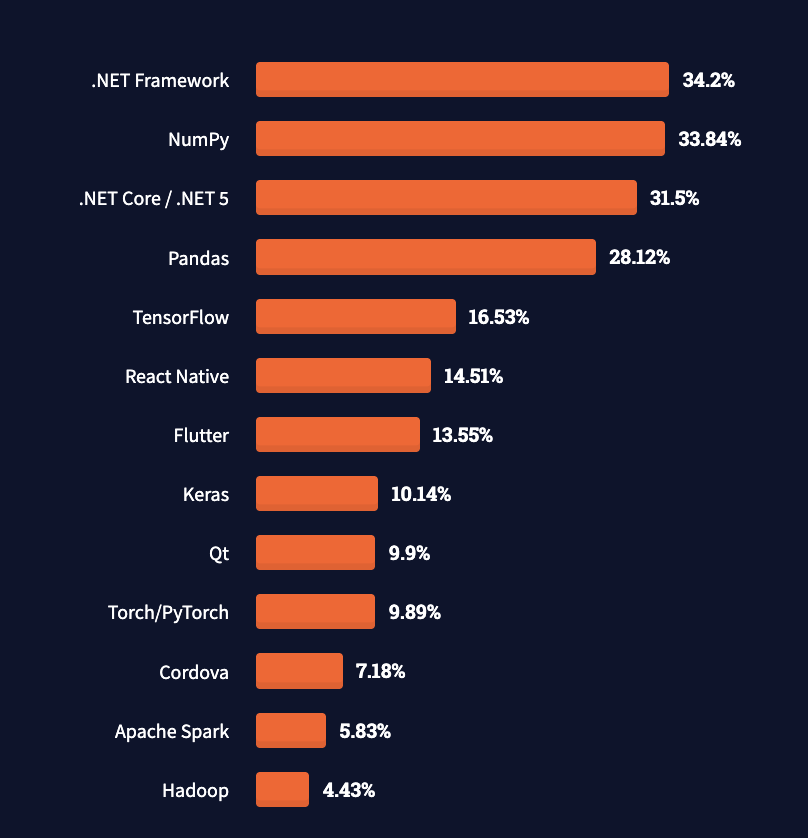 .NET Framework 34.2%
NumPy 33.84%
.NET Core / .NET 5 31.5%
Pandas 28.12%
TensorFlow 16.53%
React Native 14.51%
Flutter 13.55%
Keras 10.14%
Qt 9.9%
Torch/PyTorch 9.89%
Cordova 7.18%
Apache Spark 5.83%
Hadoop 4.43%